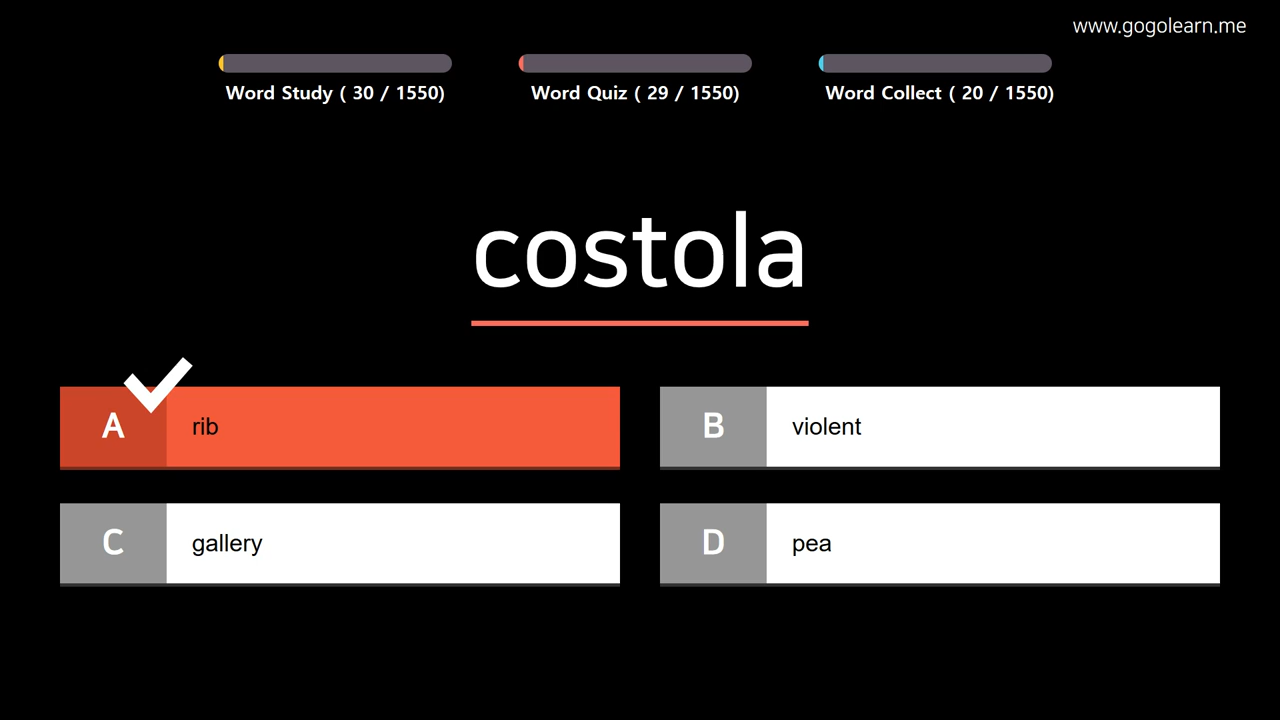 www.gogolearn.me
Word Study ( 30 / 1550)
Word Quiz ( 29 / 1550)
Word Collect ( 20 / 1550)
costola
A rib
B violent
C gallery
D pea